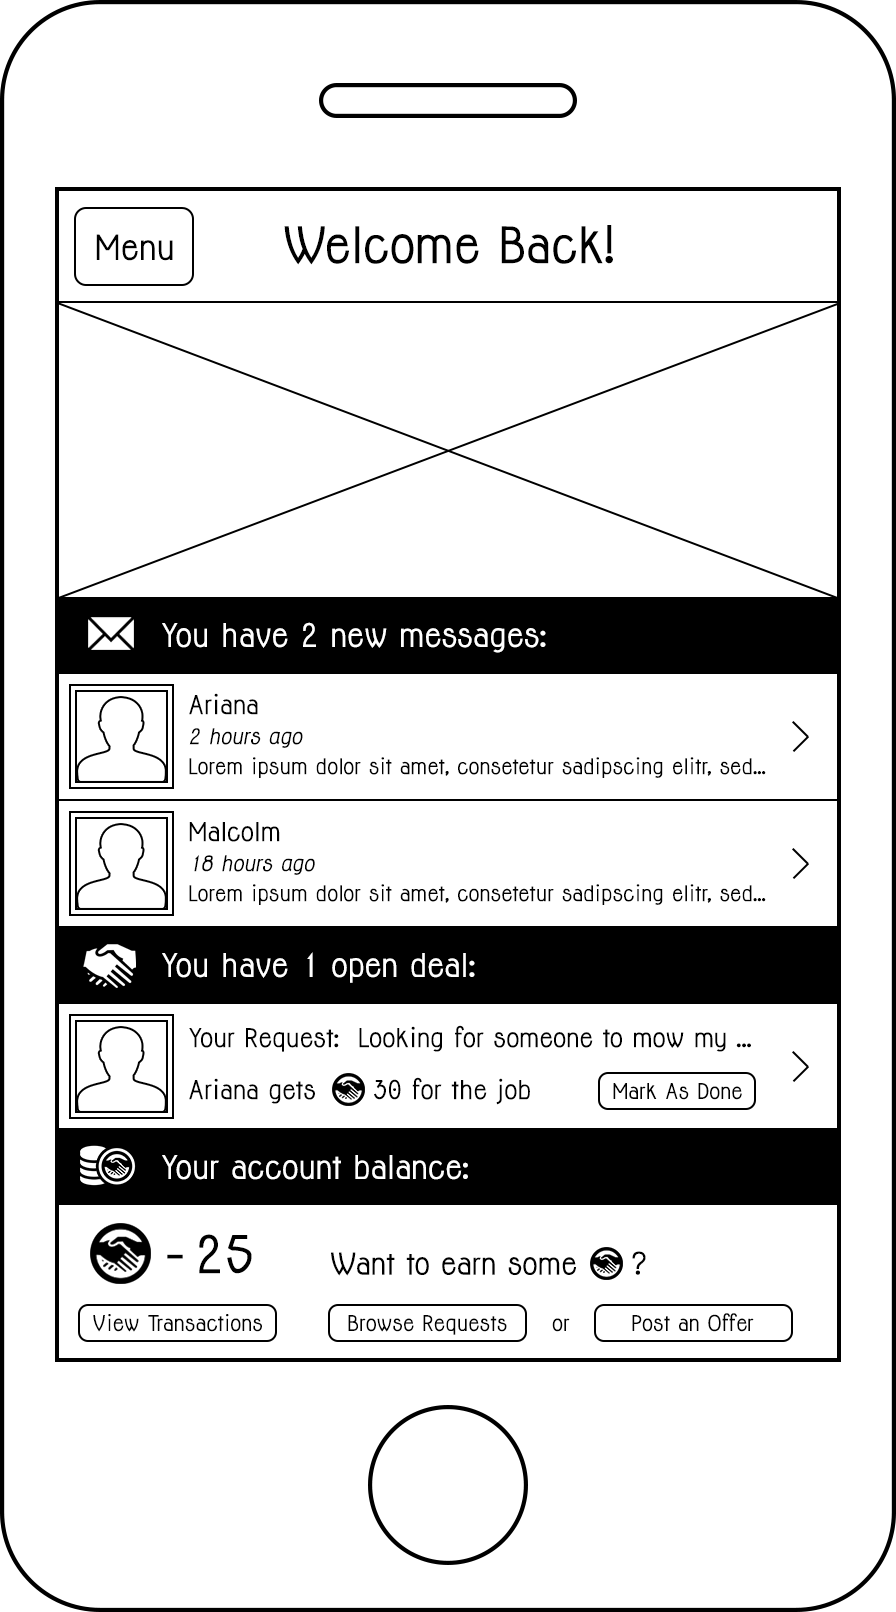 Menu
Welcome Back!
You have 2 new messages:
Ariana
2 hours ago
Lorem ipsum dolor sit amet, consetetur sadipscing elitr, sed...
Malcolm
18 hours ago
Lorem ipsum dolor sit amet, consetetur sadipscing elitr, sed...
You have 1 open deal:
Your Request: Looking for someone to mow my ...
Ariana gets 30 for the job
Mark As Done
Your account balance:
- 25
Want to earn some ?
View Transactions
Browse Requests or Post an Offer